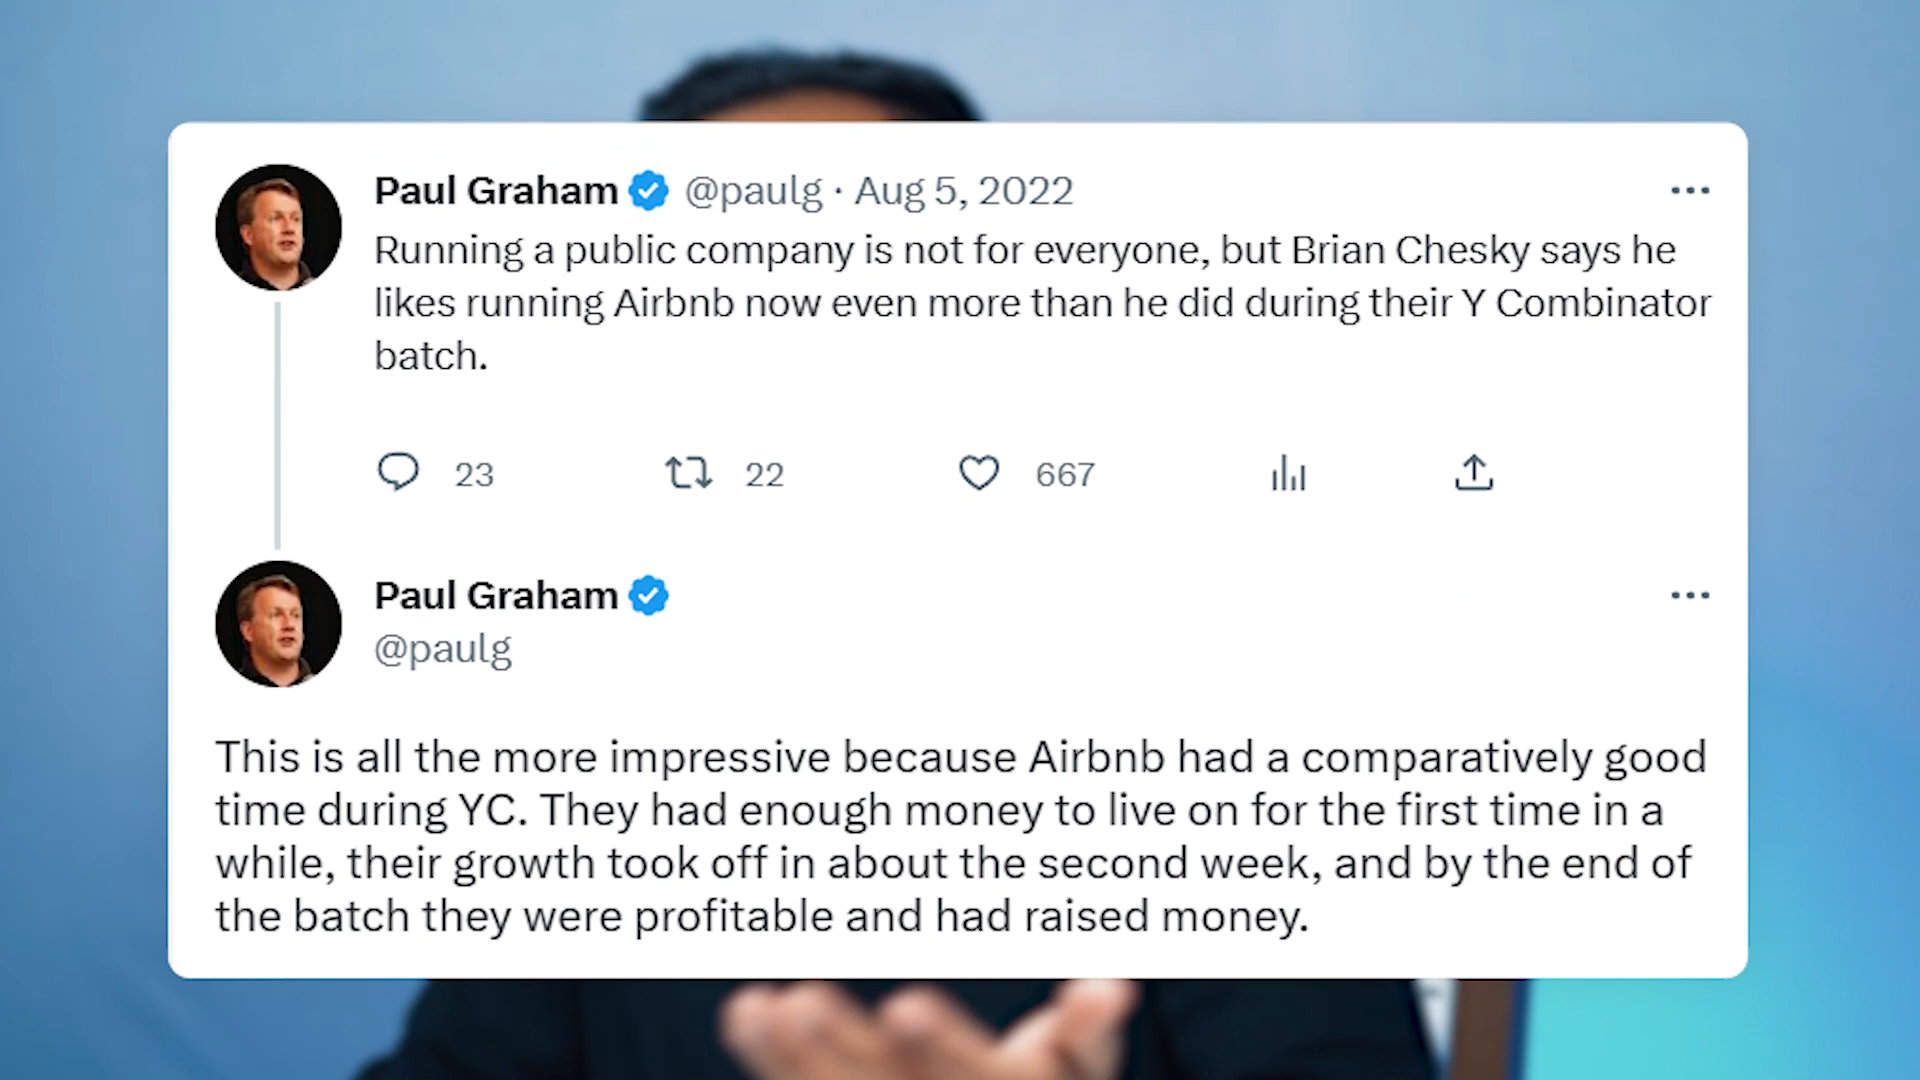 Paul Graham @paulg · Aug 5, 2022
Running a public company is not for everyone, but Brian Chesky says he
likes running Airbnb now even more than he did during their Y Combinator
batch.
23 22 667
Paul Graham
@paulg
This is all the more impressive because Airbnb had a comparatively good
time during YC. They had enough money to live on for the first time in a
while, their growth took off in about the second week, and by the end of
the batch they were profitable and had raised money.